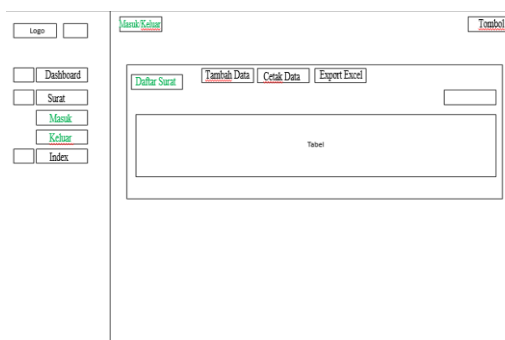 Logo
Masuk/Keluar
Tombol
Dashboard
Surat
Masuk
Keluar
Index
Daftar Surat
Tambah Data
Cetak Data
Export Excel
Tabel